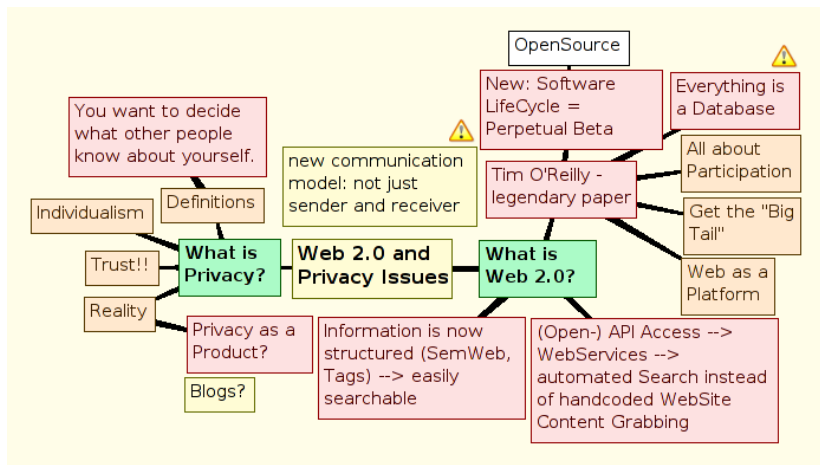 OpenSource
New: Software
LifeCycle =
Perpetual Beta
Everything is
a Database
You want to decide
what other people
know about yourself.
new communication
model: not just
sender and receiver
Tim O'Reilly -
legendary paper
All about
Participation
Individualism
Definitions
Get the "Big
Tail"
What is
Privacy?
Web 2.0 and
Privacy Issues
What is
Web 2.0?
Trust!!
Web as a
Platform
Reality
Privacy as a
Product?
Information is now
structured (SemWeb,
Tags) --> easily
searchable
(Open-) API Access -->
WebServices -->
automated Search instead
of handcoded WebSite
Content Grabbing
Blogs?